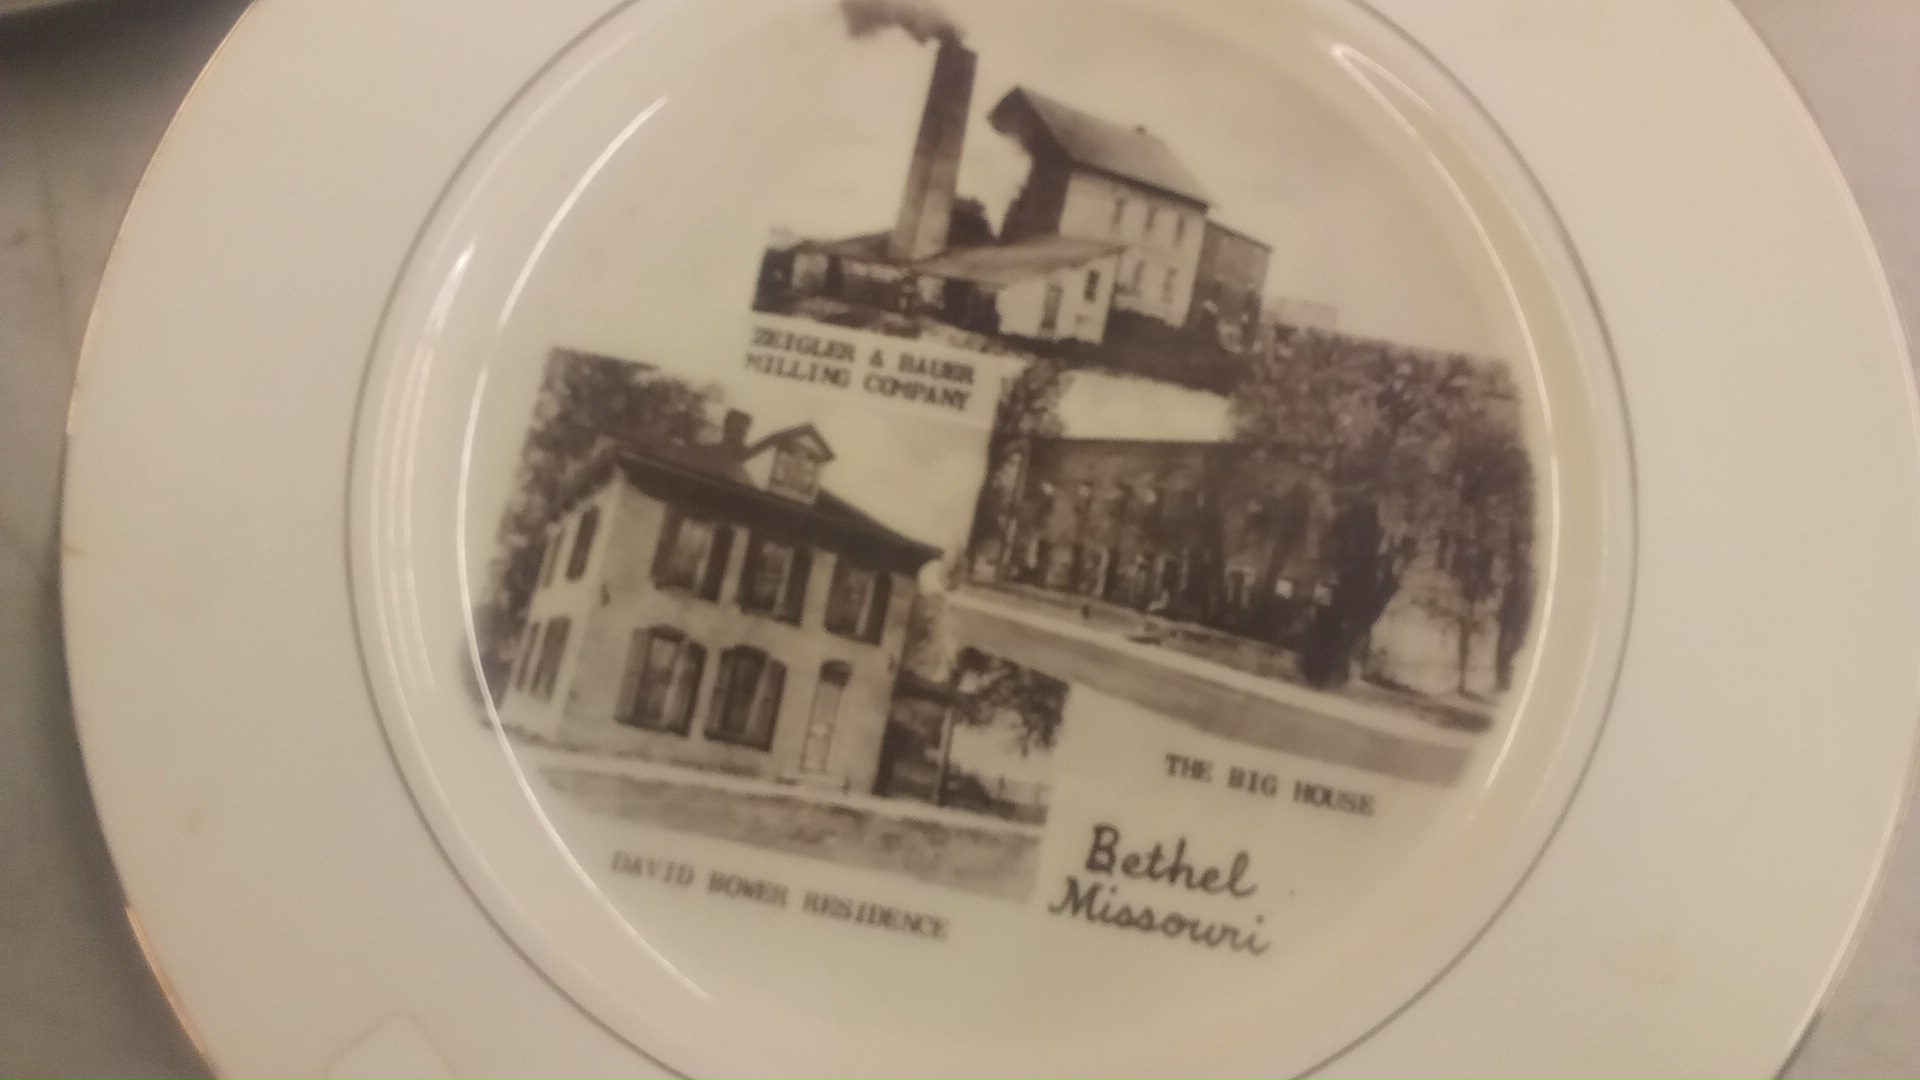 ZEIGLER & BAUER
MILLING COMPANY
THE BIG HOUSE
DAVID BOWER RESIDENCE
Bethel
Missouri